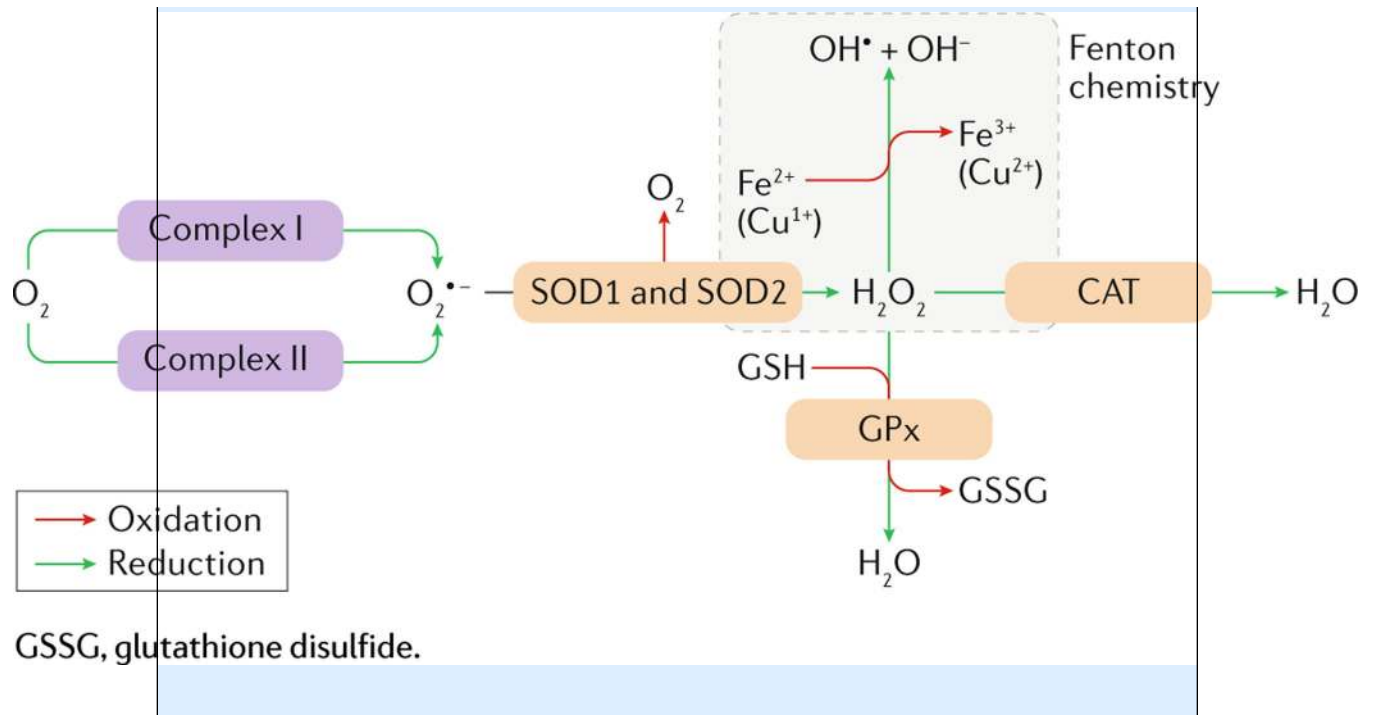 OH• + OH⁻
Fenton
chemistry
Fe³⁺
(Cu²⁺)
Fe²⁺
(Cu¹⁺)
O₂
Complex I
O₂
O₂•⁻
SOD1 and SOD2
H₂O₂
CAT
H₂O
Complex II
GSH
GPx
GSSG
H₂O
Oxidation
Reduction
GSSG, glutathione disulfide.